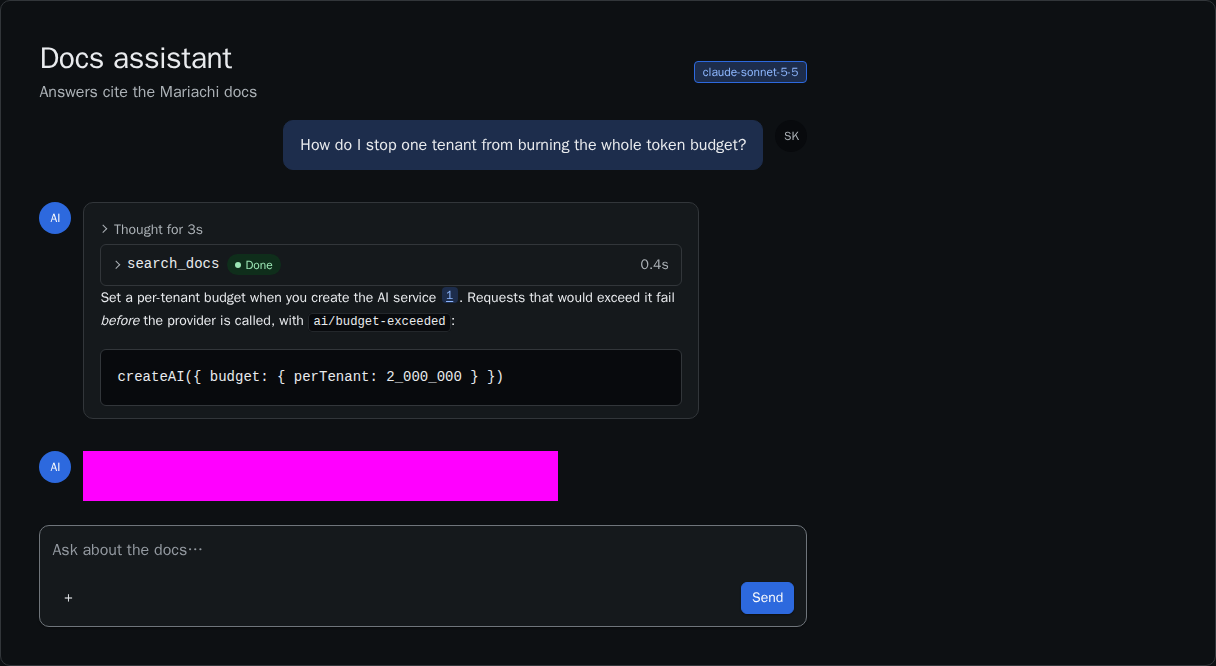 Docs assistant
Answers cite the Mariachi docs
claude-sonnet-5-5
How do I stop one tenant from burning the whole token budget?
SK
AI
Thought for 3s
search_docs Done 0.4s
Set a per-tenant budget when you create the AI service 1. Requests that would exceed it fail
before the provider is called, with ai/budget-exceeded:
createAI({ budget: { perTenant: 2_000_000 } })
AI
Ask about the docs…
+
Send